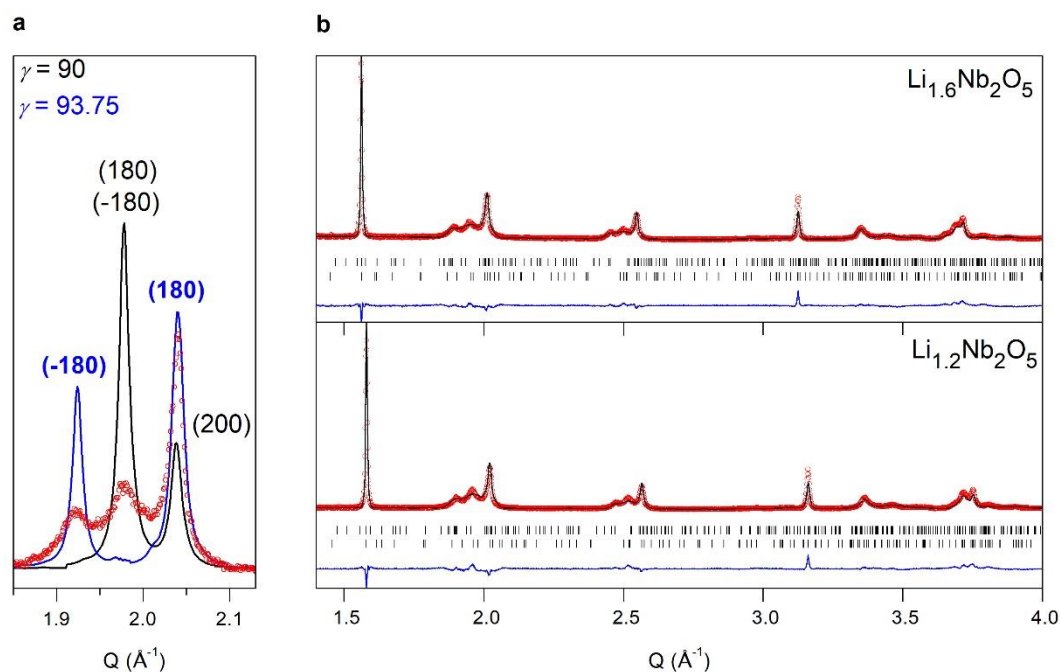 a
γ = 90
γ = 93.75
(180)
(-180)
(180)
(-180)
(200)
1.9 2.0 2.1
Q (Å⁻¹)
b
Li₁.₆Nb₂O₅
Li₁.₂Nb₂O₅
1.5 2.0 2.5 3.0 3.5 4.0
Q (Å⁻¹)